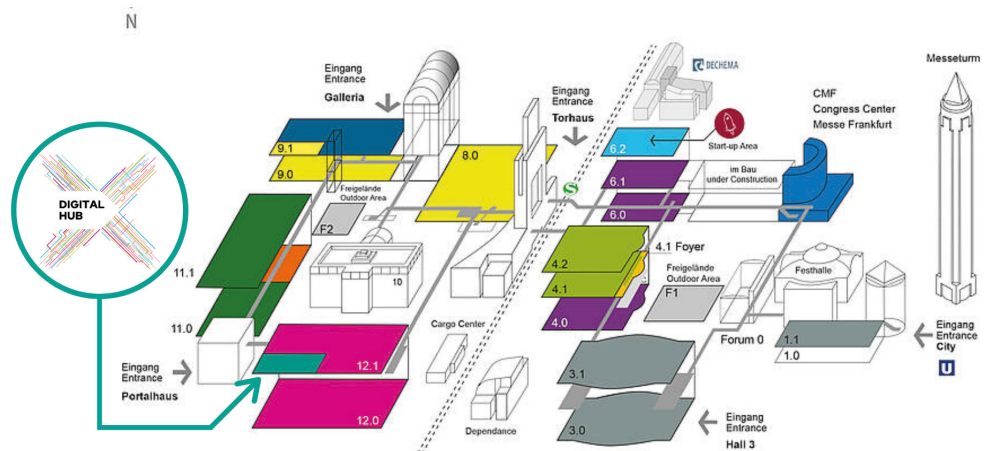 N
DECHEMA
Messeturm
Eingang
Entrance
Galleria
Eingang
Entrance
Torhaus
CMF
Congress Center
Messe Frankfurt
Start-up Area
9.1
9.0
8.0
6.2
6.1
6.0
im Bau
under Construction
S
DIGITAL
HUB
Freigelände
Outdoor Area
F2
11.1
11.0
10
4.2
4.1
4.0
4.1 Foyer
Freigelände
Outdoor Area
F1
Festhalle
Forum 0
1.1
1.0
Eingang
Entrance
City
U
Cargo Center
Eingang
Entrance
Portalhaus
12.1
12.0
Dependance
3.1
3.0
Eingang
Entrance
Hall 3